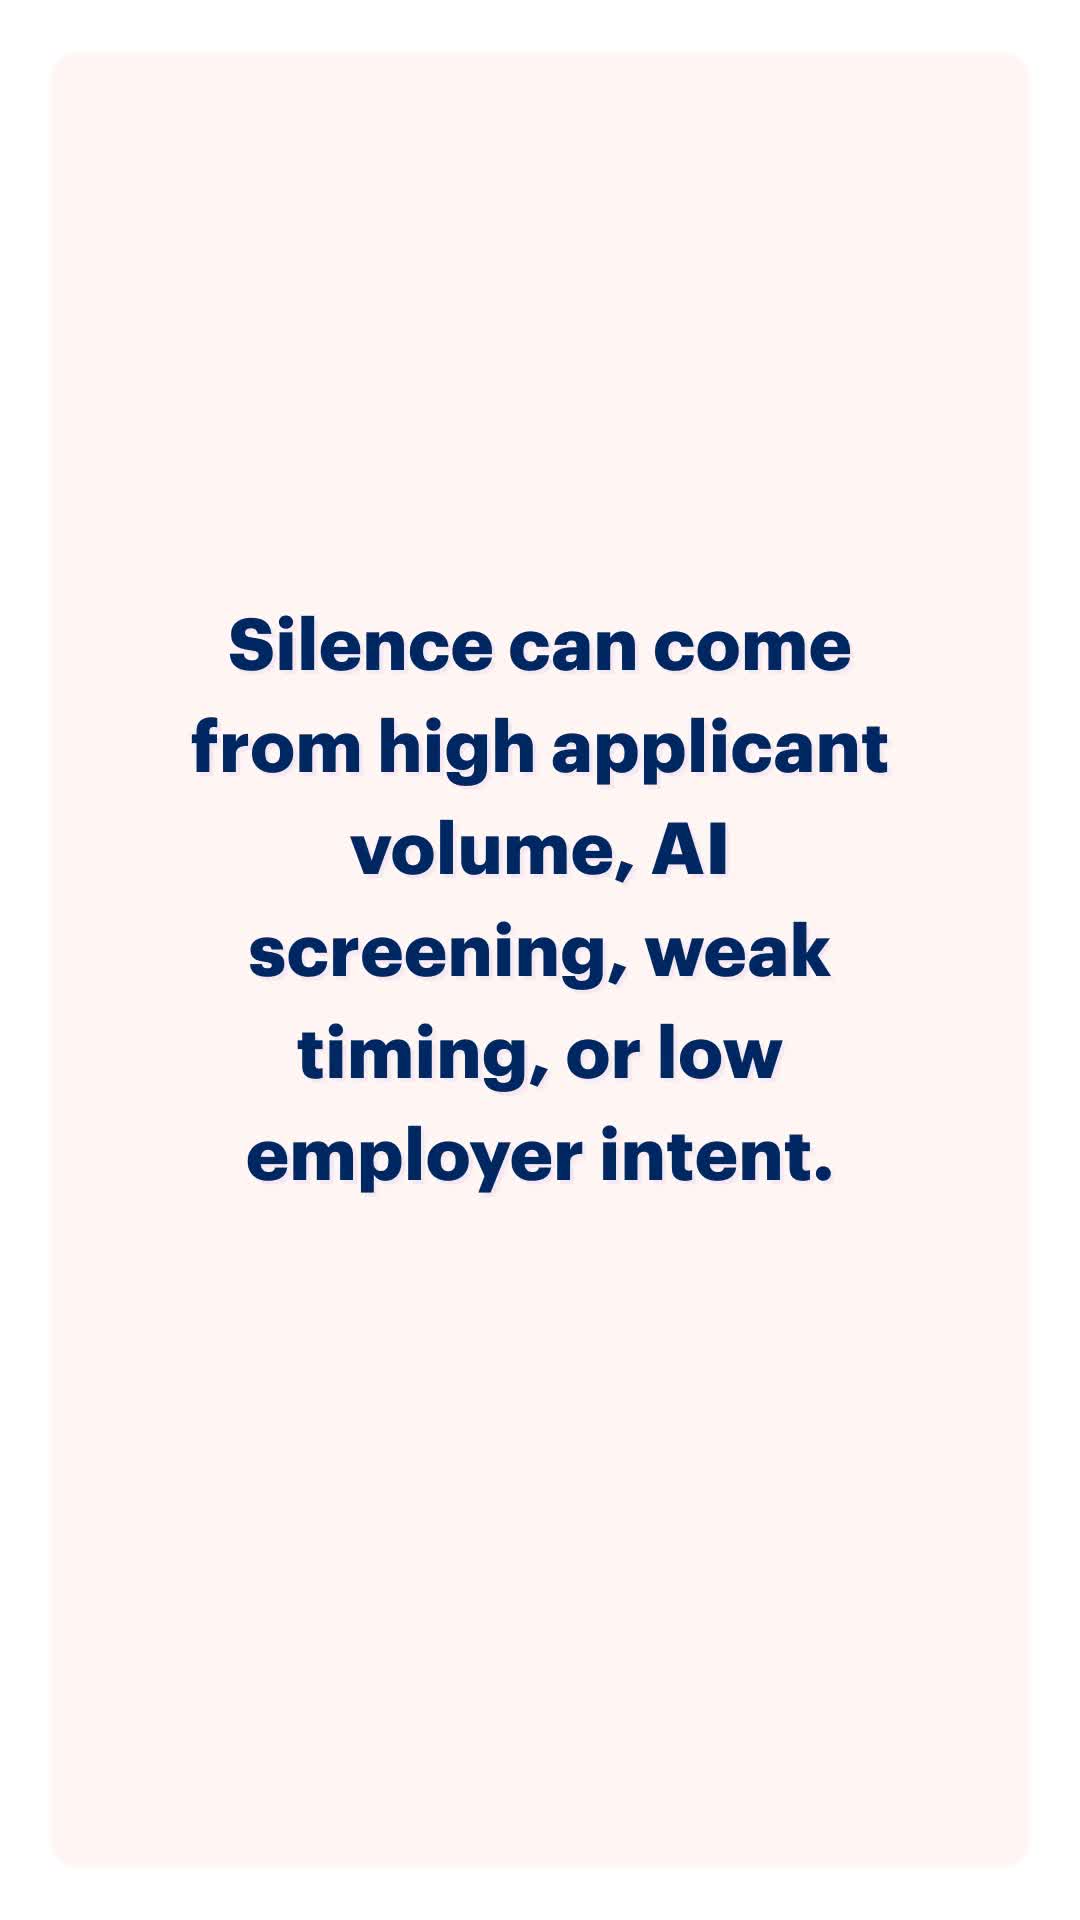 Silence can come
from high applicant
volume, AI
screening, weak
timing, or low
employer intent.